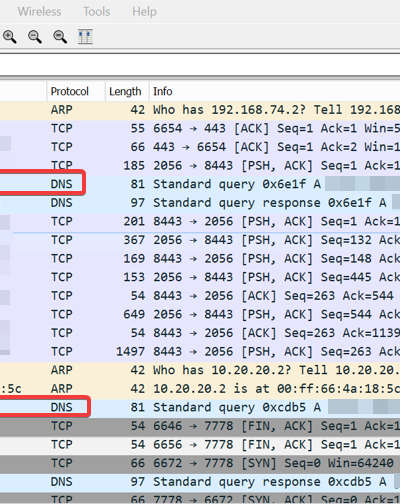 Wireless Tools Help
Protocol Length Info
ARP 42 Who has 192.168.74.2? Tell 192.168
TCP 55 6654 → 443 [ACK] Seq=1 Ack=1 Win=5
TCP 66 443 → 6654 [ACK] Seq=1 Ack=2 Win=1
TCP 185 2056 → 8443 [PSH, ACK] Seq=1 Ack=1
DNS 81 Standard query 0x6e1f A
DNS 97 Standard query response 0x6e1f A
TCP 201 8443 → 2056 [PSH, ACK] Seq=1 Ack=1
TCP 367 2056 → 8443 [PSH, ACK] Seq=132 Ack
TCP 169 8443 → 2056 [PSH, ACK] Seq=148 Ack
TCP 153 2056 → 8443 [PSH, ACK] Seq=445 Ack
TCP 54 8443 → 2056 [ACK] Seq=263 Ack=544
TCP 649 2056 → 8443 [PSH, ACK] Seq=544 Ack
TCP 54 8443 → 2056 [ACK] Seq=263 Ack=1139
TCP 1497 8443 → 2056 [PSH, ACK] Seq=263 Ack
ARP 42 Who has 10.20.20.2? Tell 10.20.20
:5c ARP 42 10.20.20.2 is at 00:ff:66:4a:18:5c
DNS 81 Standard query 0xcdb5 A
TCP 54 6646 → 7778 [FIN, ACK] Seq=1 Ack=1
TCP 54 6656 → 7778 [FIN, ACK] Seq=1 Ack=1
TCP 66 6672 → 7778 [SYN] Seq=0 Win=64240
DNS 97 Standard query response 0xcdb5 A
TCP 66 7778 → 6672 [SYN, ACK] Seq=0 Ack